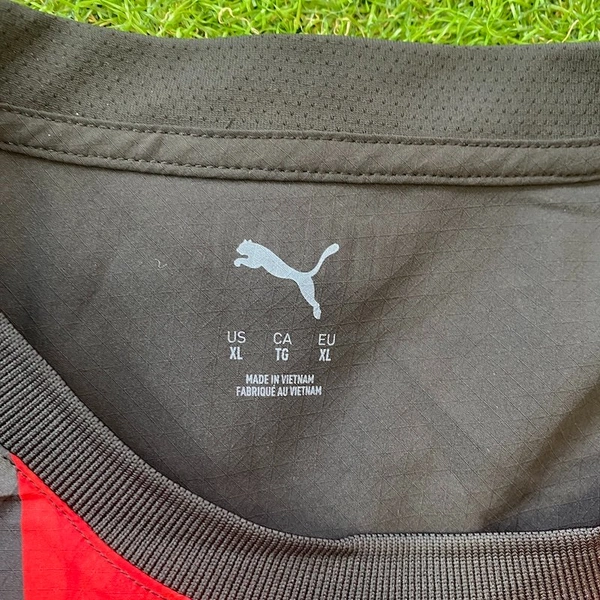 US CA EU
XL TG XL
MADE IN VIETNAM
FABRIQUÉ AU VIETNAM